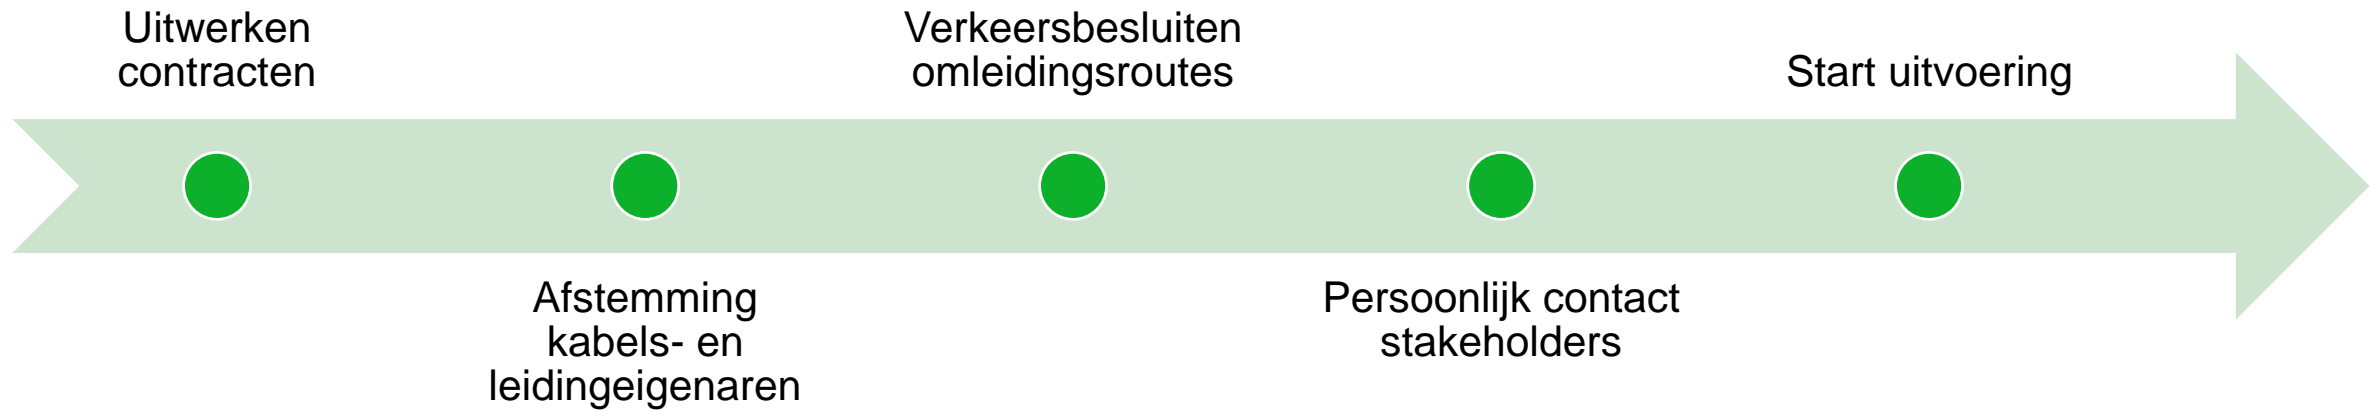 Uitwerken
contracten
Afstemming
kabels- en
leidingeigenaren
Verkeersbesluiten
omleidingsroutes
Persoonlijk contact
stakeholders
Start uitvoering